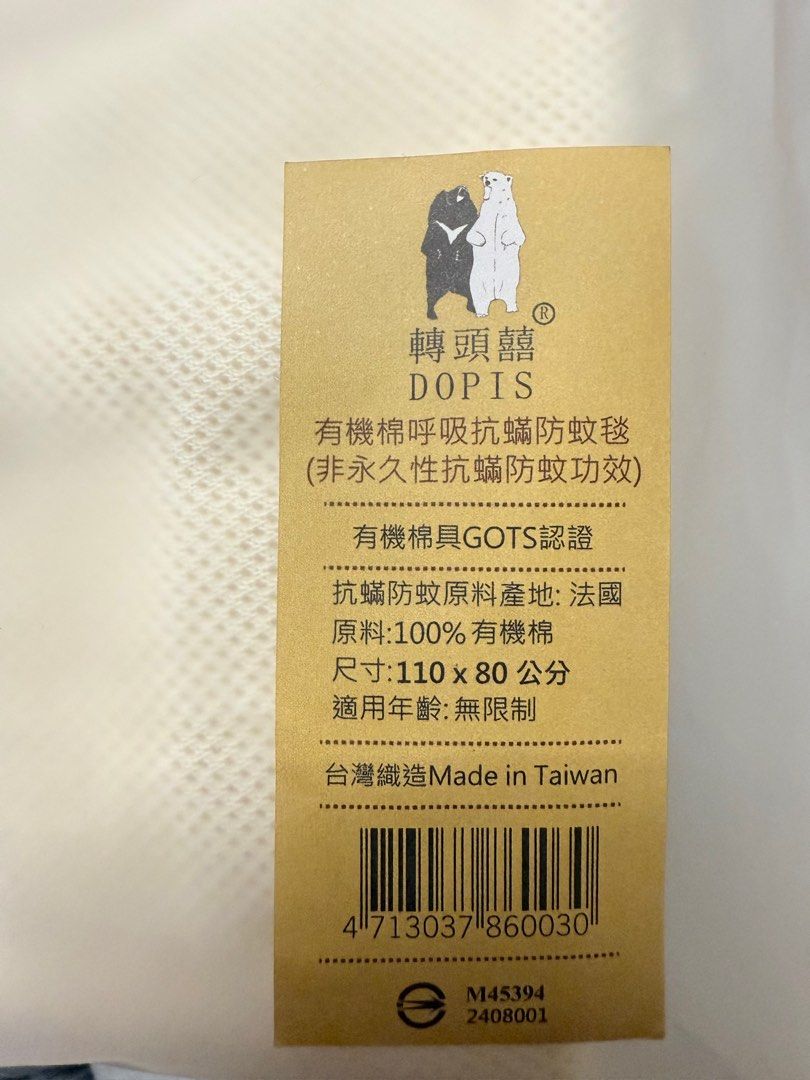 ®
轉頭囍
DOPIS
有機棉呼吸抗蟎防蚊毯
(非永久性抗蟎防蚊功效)
有機棉具GOTS認證
抗蟎防蚊原料產地: 法國
原料:100% 有機棉
尺寸:110 x 80 公分
適用年齡: 無限制
台灣織造Made in Taiwan
4 713037 860030
M45394
2408001